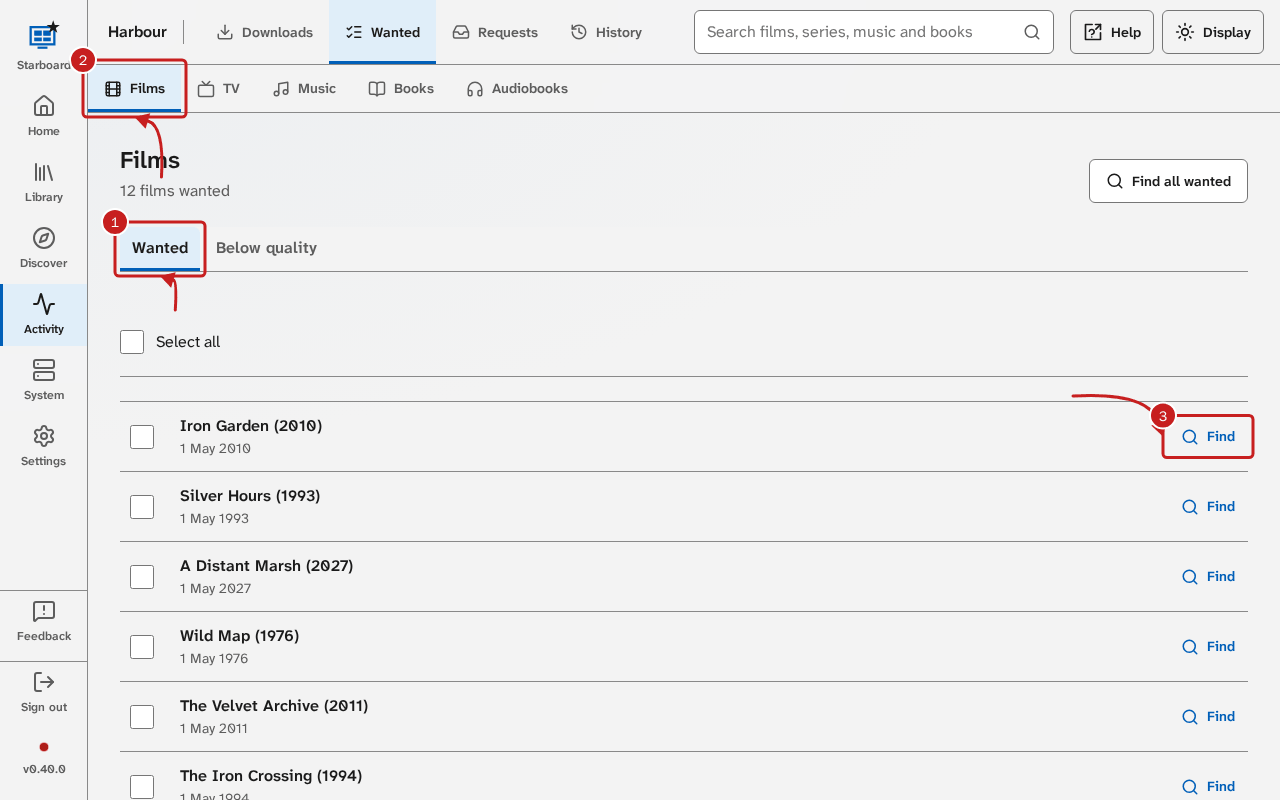 Starboard
Home
Library
Discover
Activity
System
Settings
Feedback
Sign out
v0.40.0
Harbour
Downloads
Wanted
Requests
History
Search films, series, music and books
Help
Display
2
Films
TV
Music
Books
Audiobooks
Films
12 films wanted
Find all wanted
1
Wanted
Below quality
Select all
3
Iron Garden (2010)
1 May 2010
Find
Silver Hours (1993)
1 May 1993
Find
A Distant Marsh (2027)
1 May 2027
Find
Wild Map (1976)
1 May 1976
Find
The Velvet Archive (2011)
1 May 2011
Find
The Iron Crossing (1994)
1 May 1994
Find